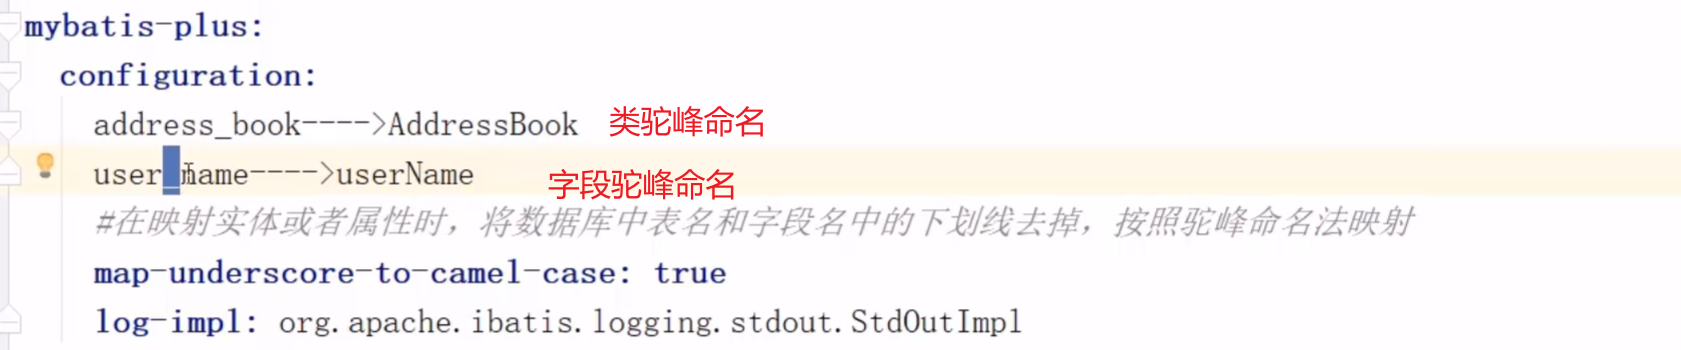 mybatis-plus:
configuration:
address_book---->AddressBook 类驼峰命名
user_name---->userName 字段驼峰命名
#在映射实体或者属性时，将数据库中表名和字段名中的下划线去掉，按照驼峰命名法映射
map-underscore-to-camel-case: true
log-impl: org.apache.ibatis.logging.stdout.StdOutImpl